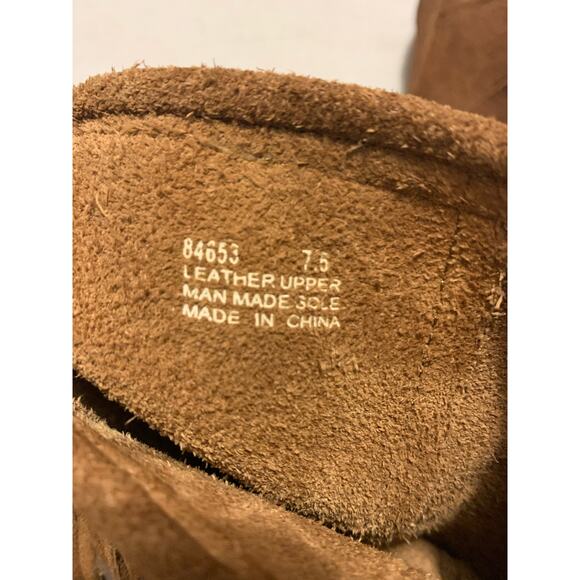 84653 7.5
LEATHER UPPER
MAN MADE SOLE
MADE IN CHINA